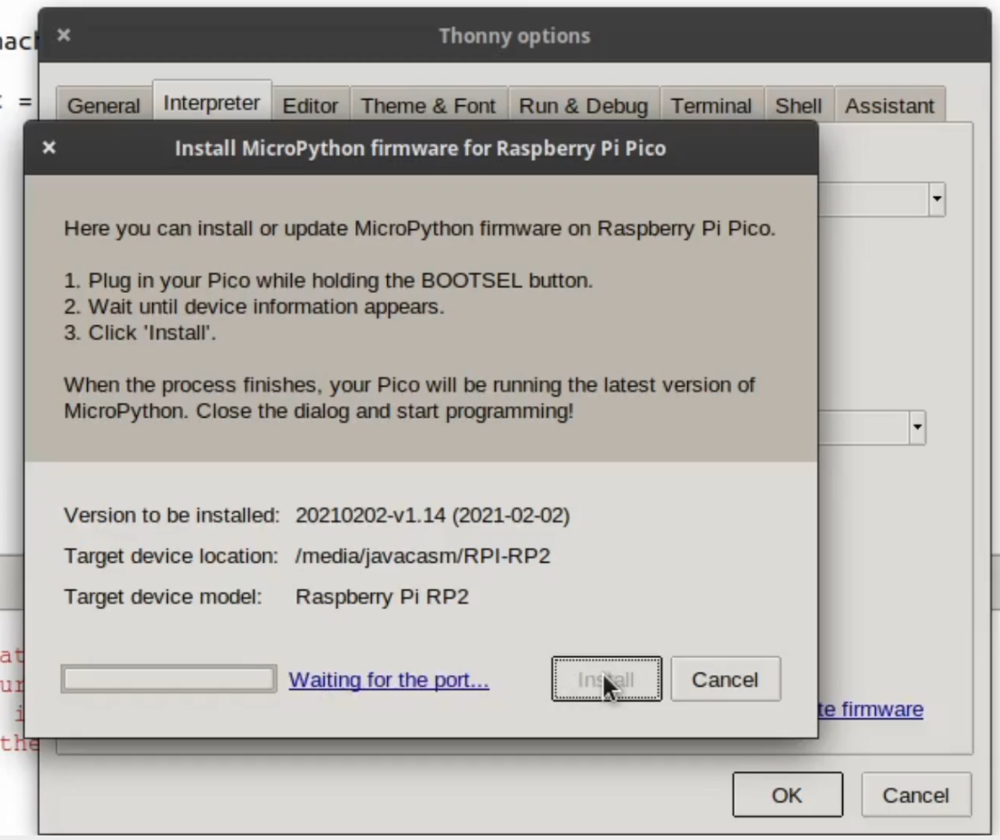 Thonny options
General Interpreter Editor Theme & Font Run & Debug Terminal Shell Assistant
Install MicroPython firmware for Raspberry Pi Pico
Here you can install or update MicroPython firmware on Raspberry Pi Pico.
1. Plug in your Pico while holding the BOOTSEL button.
2. Wait until device information appears.
3. Click 'Install'.
When the process finishes, your Pico will be running the latest version of
MicroPython. Close the dialog and start programming!
Version to be installed: 20210202-v1.14 (2021-02-02)
Target device location: /media/javacasm/RPI-RP2
Target device model: Raspberry Pi RP2
Waiting for the port... Install Cancel
firmware
the
OK Cancel